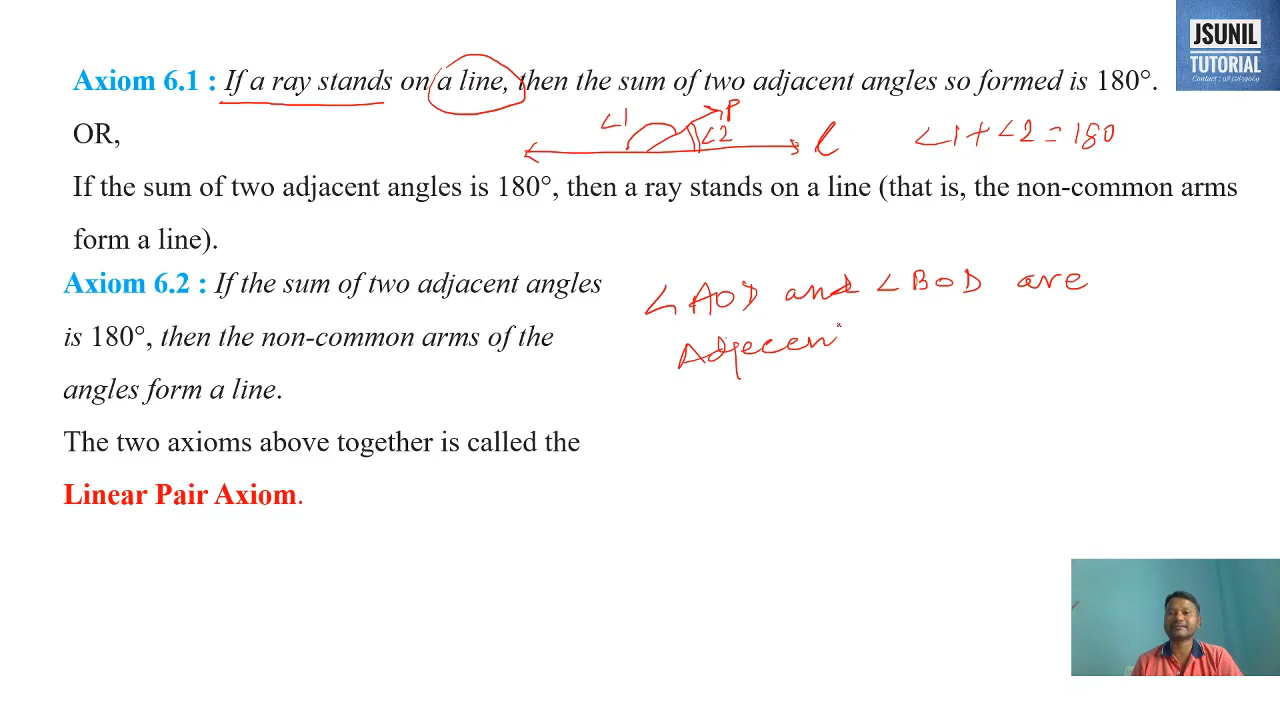 JSUNIL
TUTORIAL
Contact : 9835859669
Axiom 6.1 : If a ray stands on a line, then the sum of two adjacent angles so formed is 180°.
OR,
∠1
P
∠2
l
∠1 + ∠2 = 180
If the sum of two adjacent angles is 180°, then a ray stands on a line (that is, the non-common arms
form a line).
Axiom 6.2 : If the sum of two adjacent angles
is 180°, then the non-common arms of the
angles form a line.
The two axioms above together is called the
Linear Pair Axiom.
∠AOD and ∠BOD are
Adjecen